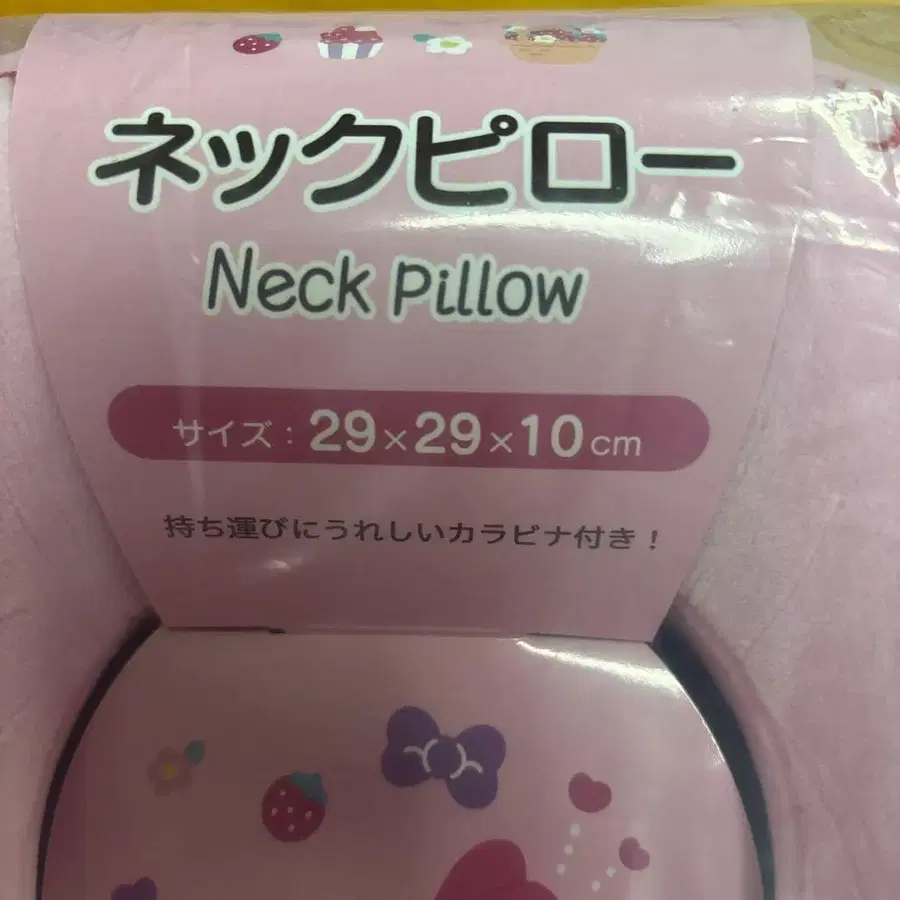 ネックピロー
Neck Pillow
サイズ：29×29×10cm
持ち運びにうれしいカラビナ付き！